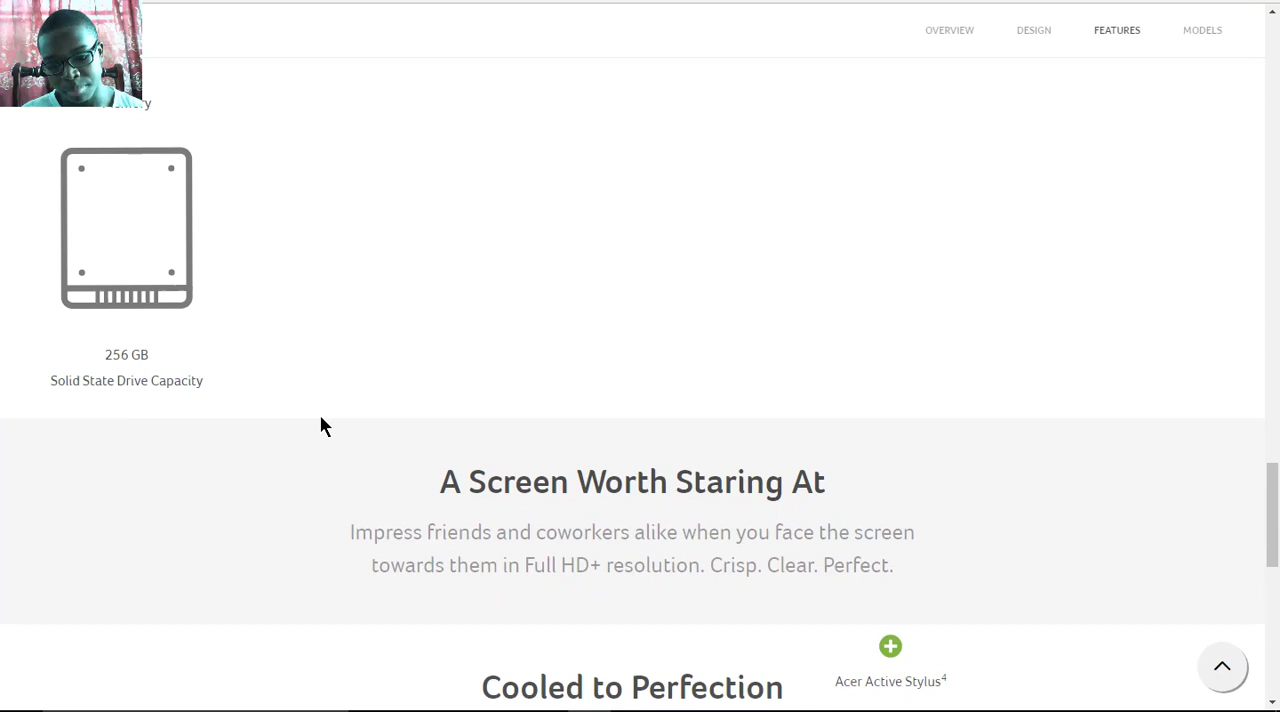 OVERVIEW
DESIGN
FEATURES
MODELS
256 GB
Solid State Drive Capacity
A Screen Worth Staring At
Impress friends and coworkers alike when you face the screen
towards them in Full HD+ resolution. Crisp. Clear. Perfect.
Acer Active Stylus⁴
Cooled to Perfection